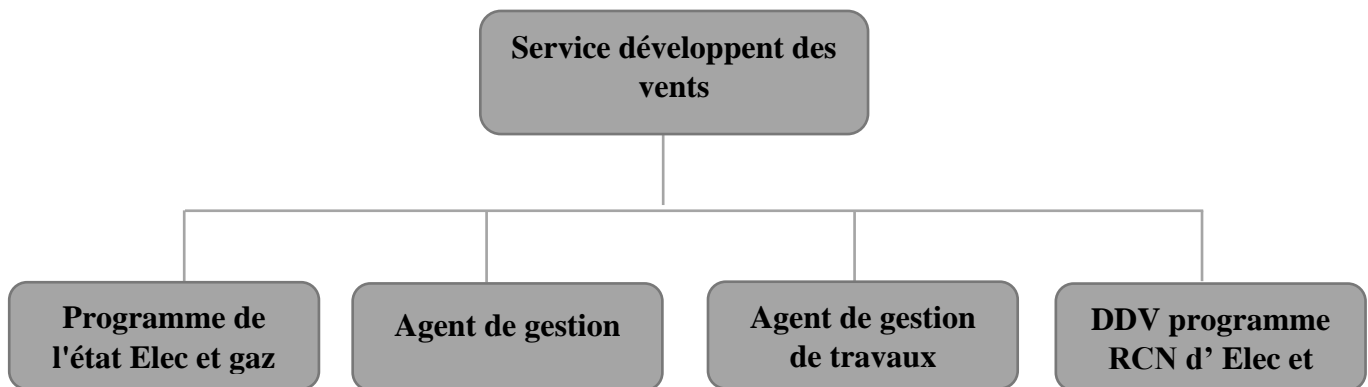 Service développent des
vents
Programme de
l'état Elec et gaz
Agent de gestion
Agent de gestion
de travaux
DDV programme
RCN d’ Elec et